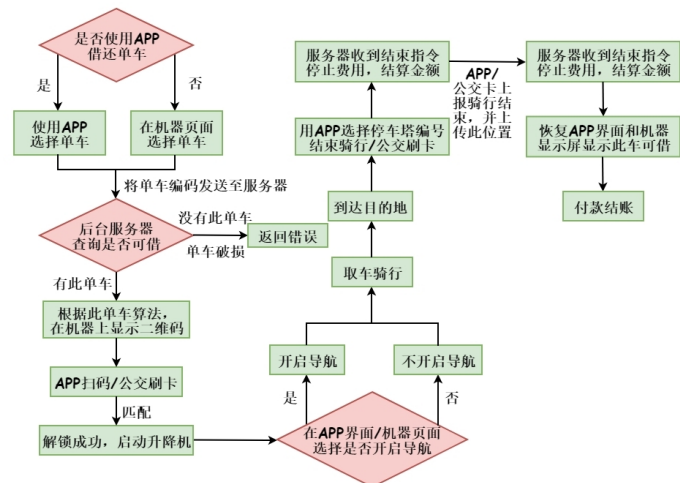 是否使用APP
借还单车
是
否
使用APP
选择单车
在机器页面
选择单车
将单车编码发送至服务器
后台服务器
查询是否可借
没有此单车
单车破损
返回错误
有此单车
根据此单车算法，
在机器上显示二维码
APP扫码/公交刷卡
匹配
解锁成功，启动升降机
在APP界面/机器页面
选择是否开启导航
是
否
开启导航
不开启导航
取车骑行
到达目的地
用APP选择停车塔编号
结束骑行/公交刷卡
服务器收到结束指令
停止费用，结算金额
APP/
公交卡上
报骑行结
束，并上
传此位置
服务器收到结束指令
停止费用，结算金额
恢复APP界面和机器
显示屏显示此车可借
付款结账